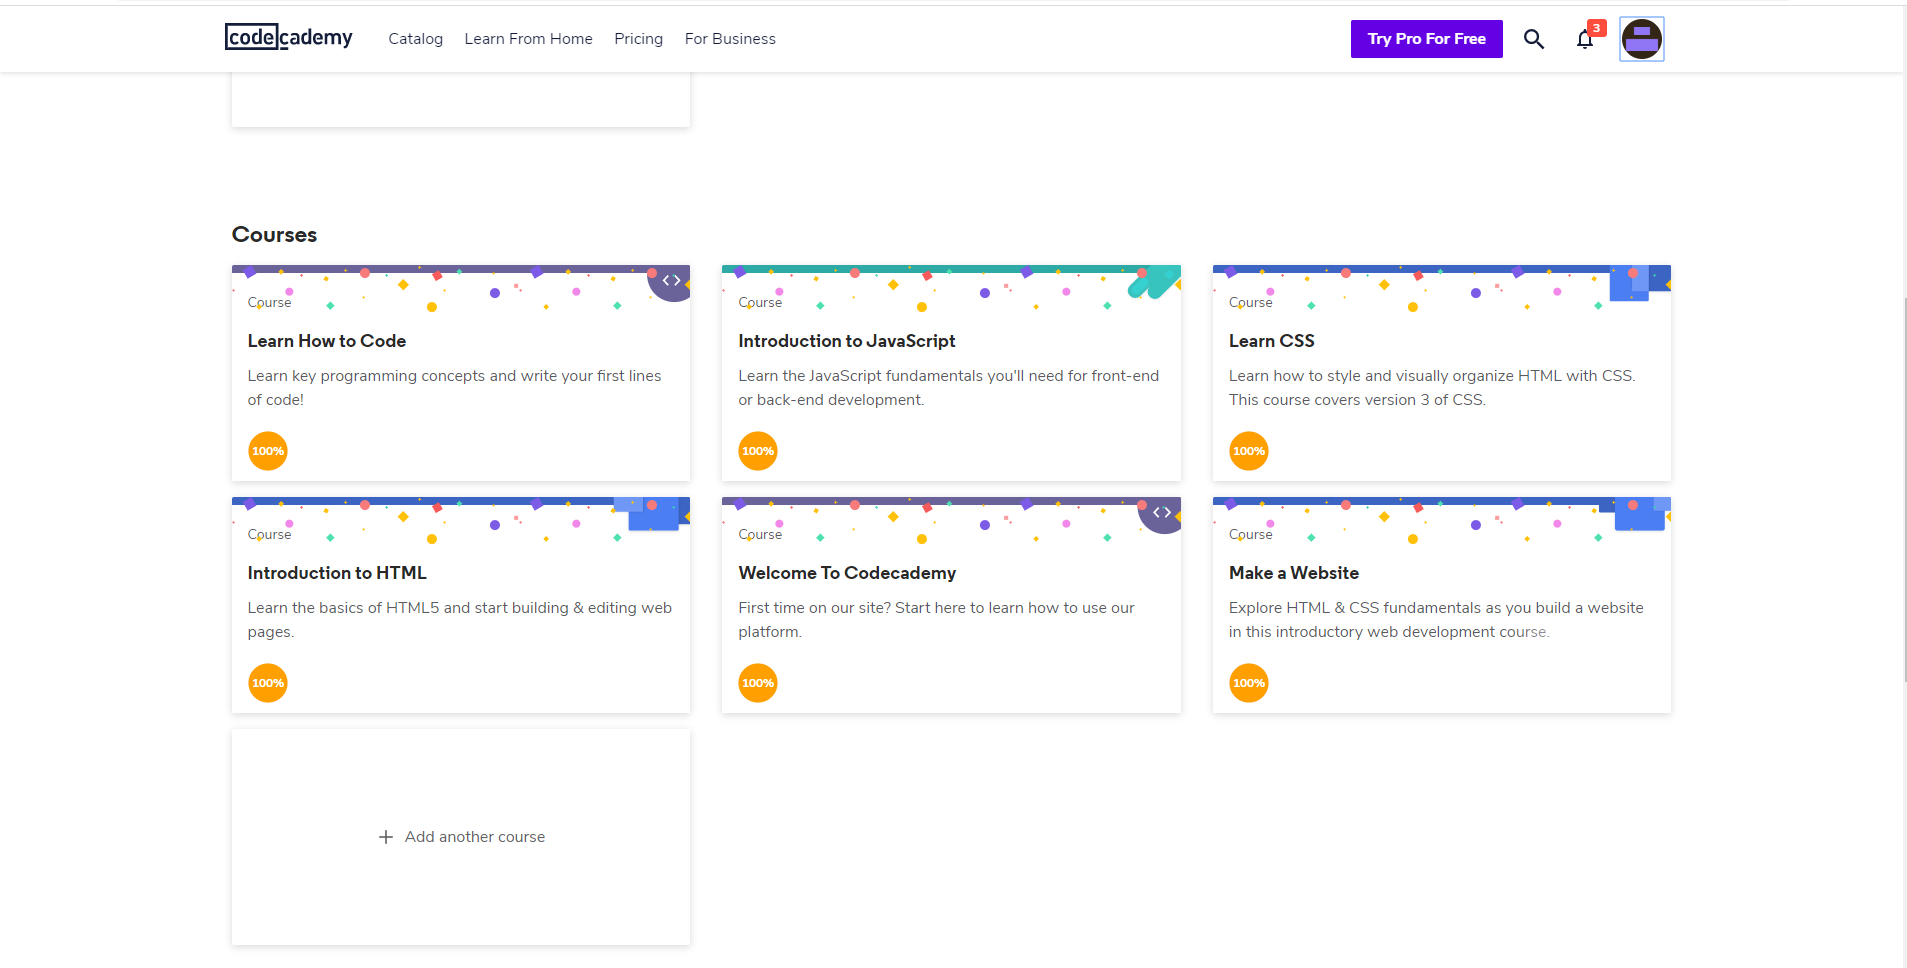 codecademy Catalog Learn From Home Pricing For Business Try Pro For Free 3
Courses
Course
Learn How to Code
Learn key programming concepts and write your first lines
of code!
100%
Course
Introduction to JavaScript
Learn the JavaScript fundamentals you'll need for front-end
or back-end development.
100%
Course
Learn CSS
Learn how to style and visually organize HTML with CSS.
This course covers version 3 of CSS.
100%
Course
Introduction to HTML
Learn the basics of HTML5 and start building & editing web
pages.
100%
Course
Welcome To Codecademy
First time on our site? Start here to learn how to use our
platform.
100%
Course
Make a Website
Explore HTML & CSS fundamentals as you build a website
in this introductory web development course.
100%
Add another course